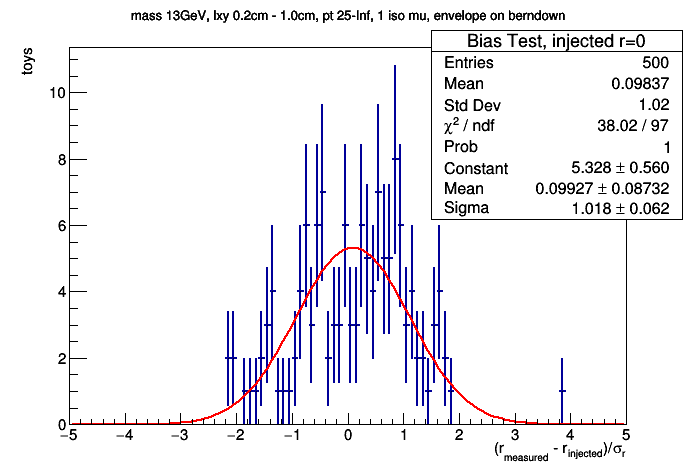 mass 13GeV, lxy 0.2cm - 1.0cm, pt 25-Inf, 1 iso mu, envelope on berndown
Bias Test, injected r=0
Entries 500
Mean 0.09837
Std Dev 1.02
χ² / ndf 38.02 / 97
Prob 1
Constant 5.328 ± 0.560
Mean 0.09927 ± 0.08732
Sigma 1.018 ± 0.062
toys
10
8
6
4
2
0
−5 −4 −3 −2 −1 0 1 2 3 4 5
(r_measured - r_injected)/σ_r